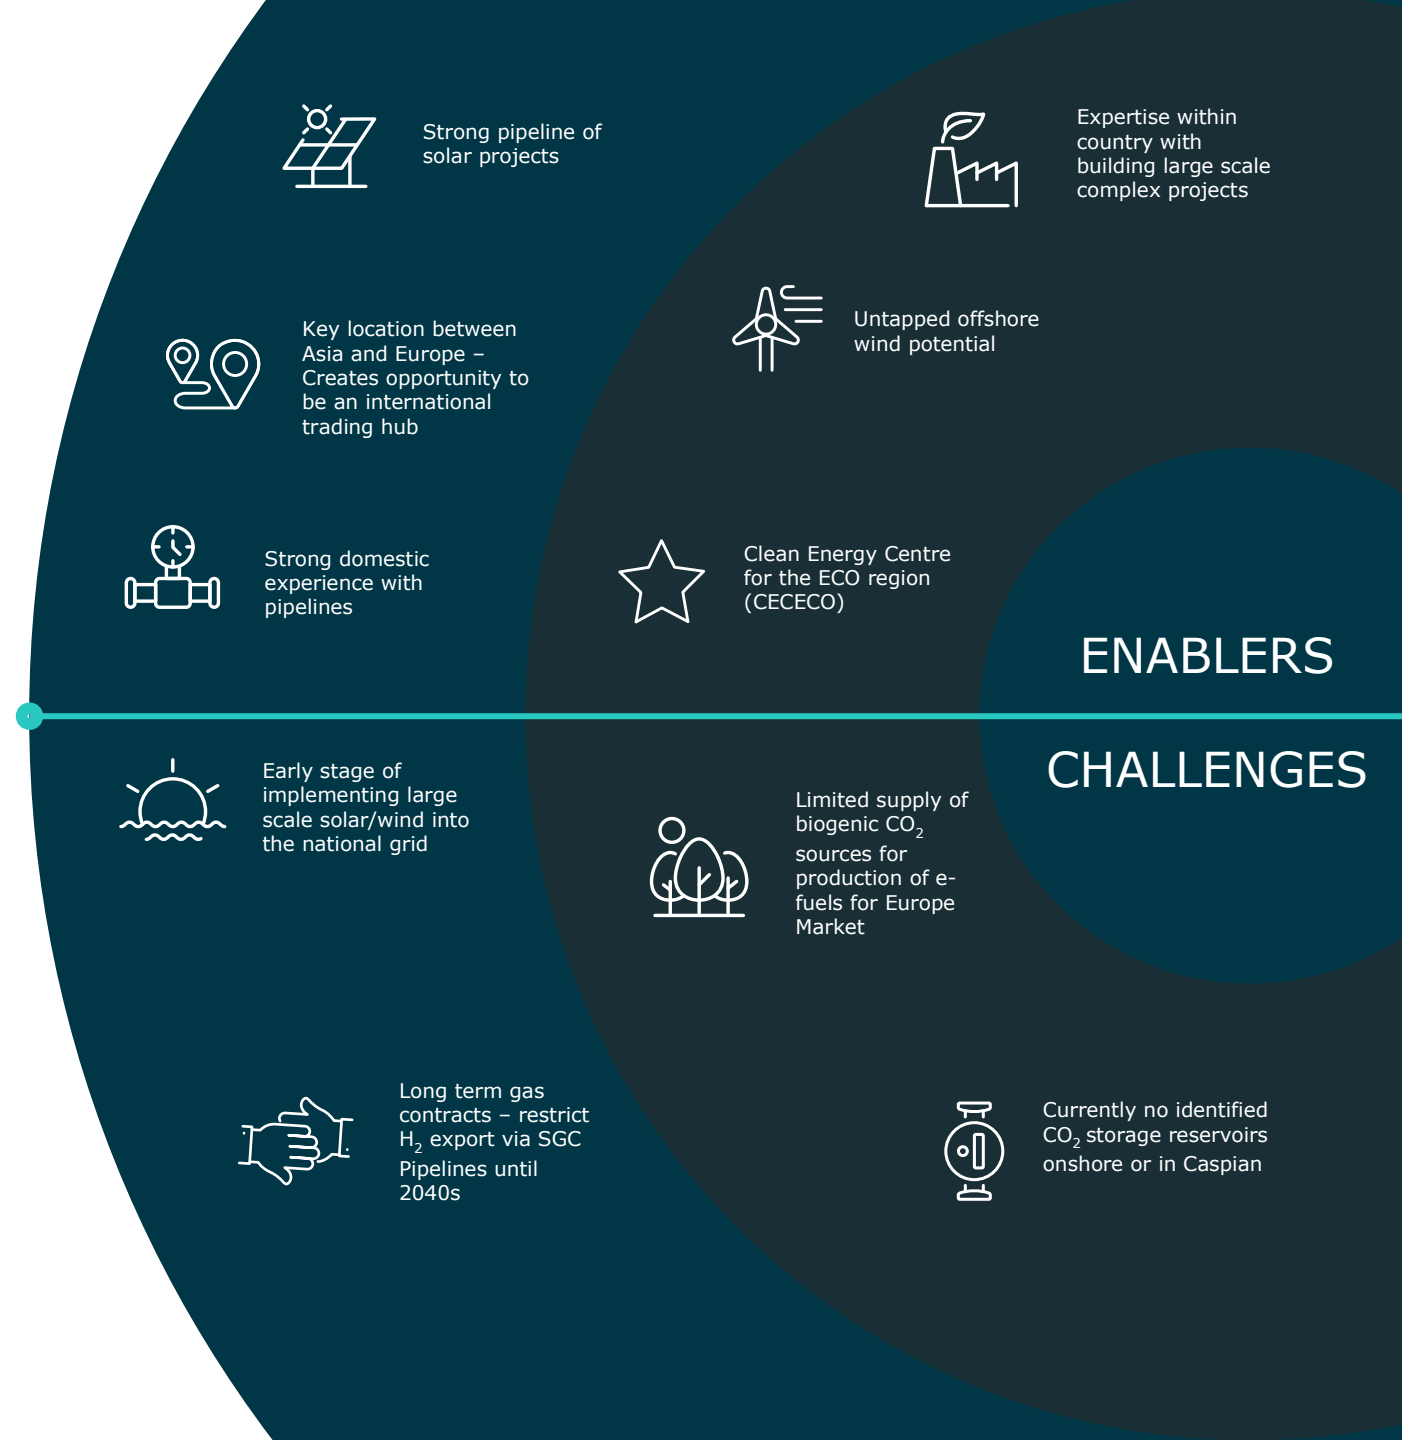 Strong pipeline of
solar projects
Expertise within
country with
building large scale
complex projects
Key location between
Asia and Europe –
Creates opportunity to
be an international
trading hub
Untapped offshore
wind potential
Strong domestic
experience with
pipelines
Clean Energy Centre
for the ECO region
(CECECO)
ENABLERS
CHALLENGES
Early stage of
implementing large
scale solar/wind into
the national grid
Limited supply of
biogenic CO₂
sources for
production of e-
fuels for Europe
Market
Long term gas
contracts – restrict
H₂ export via SGC
Pipelines until
2040s
Currently no identified
CO₂ storage reservoirs
onshore or in Caspian